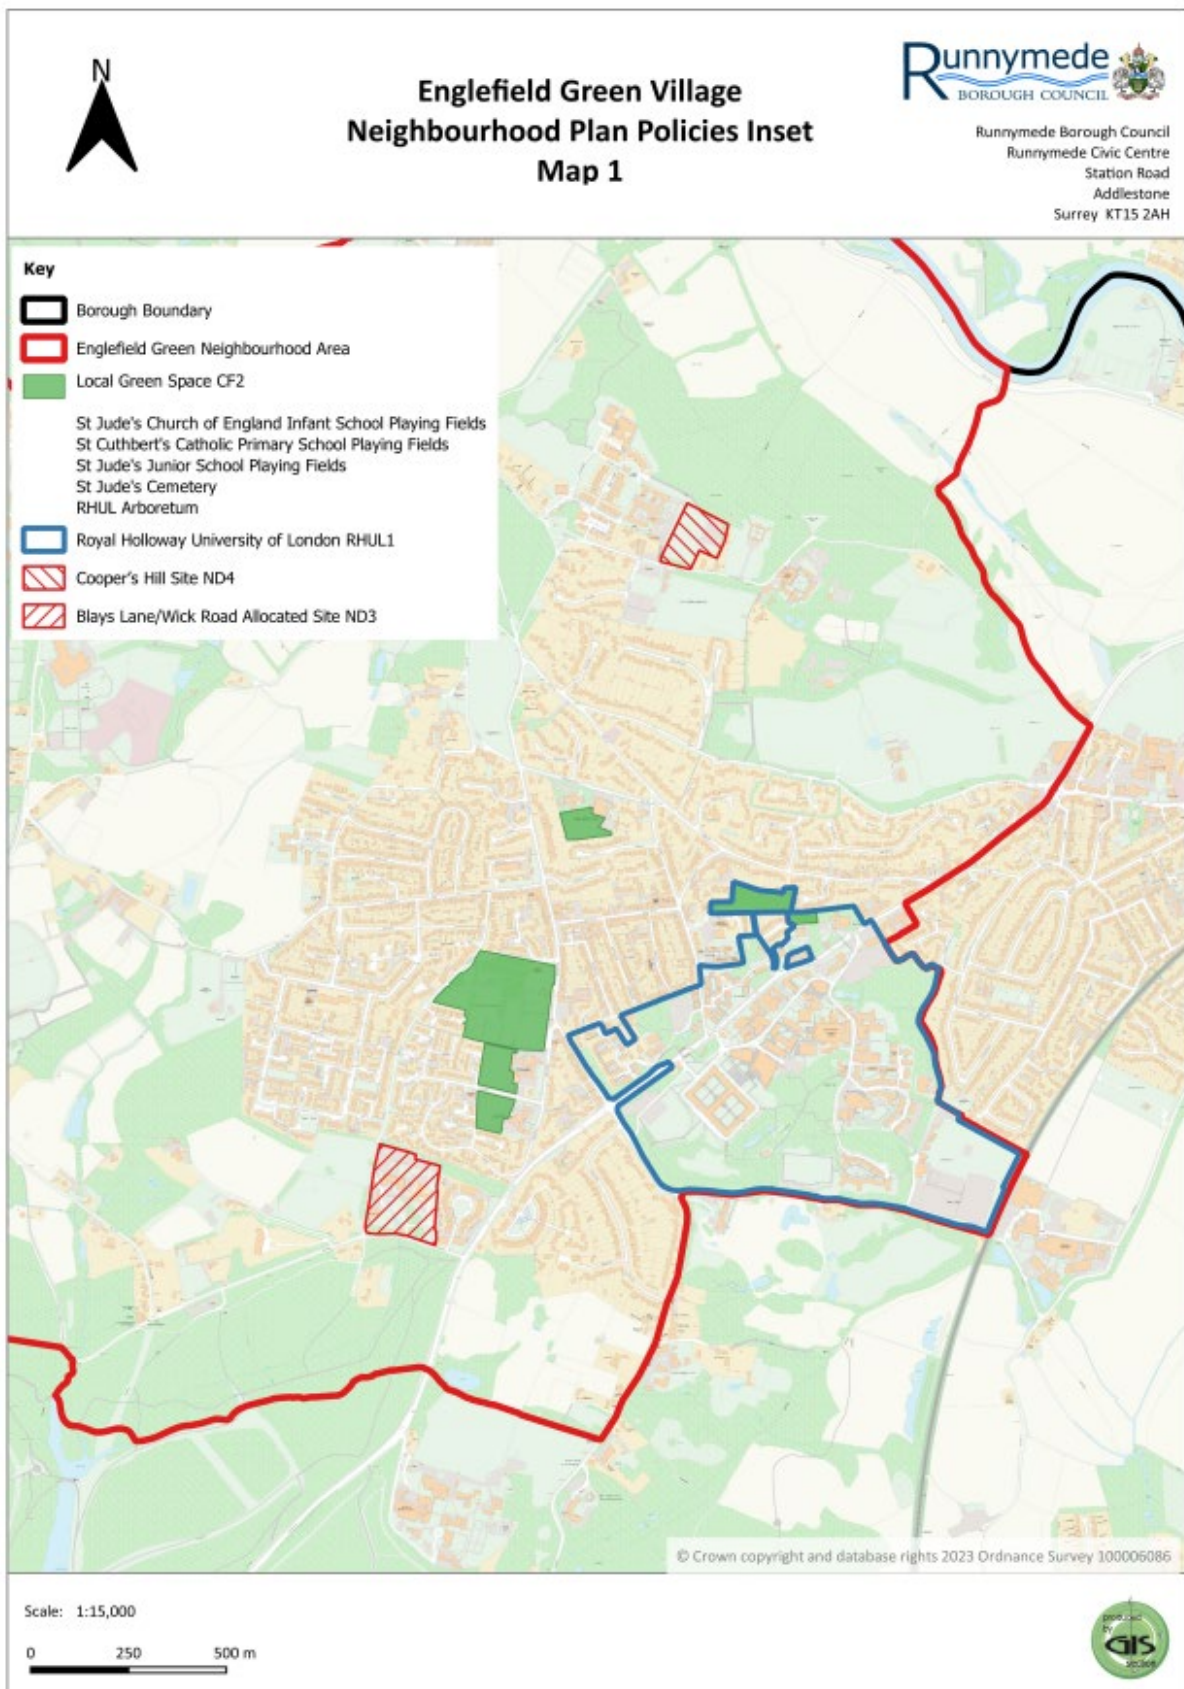 N
Englefield Green Village
Neighbourhood Plan Policies Inset
Map 1
Runnymede
BOROUGH COUNCIL
Runnymede Borough Council
Runnymede Civic Centre
Station Road
Addlestone
Surrey KT15 2AH
Key
Borough Boundary
Englefield Green Neighbourhood Area
Local Green Space CF2
St Jude's Church of England Infant School Playing Fields
St Cuthbert's Catholic Primary School Playing Fields
St Jude's Junior School Playing Fields
St Jude's Cemetery
RHUL Arboretum
Royal Holloway University of London RHUL1
Cooper's Hill Site ND4
Blays Lane/Wick Road Allocated Site ND3
© Crown copyright and database rights 2023 Ordnance Survey 100006086
Scale: 1:15,000
0 250 500 m
produced
by
GIS
section